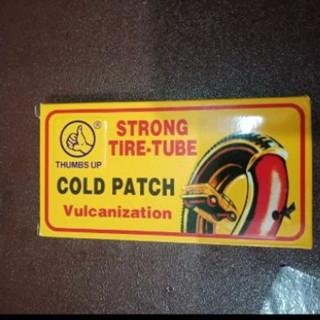 ®
THUMBS UP
STRONG
TIRE-TUBE
COLD PATCH
Vulcanization